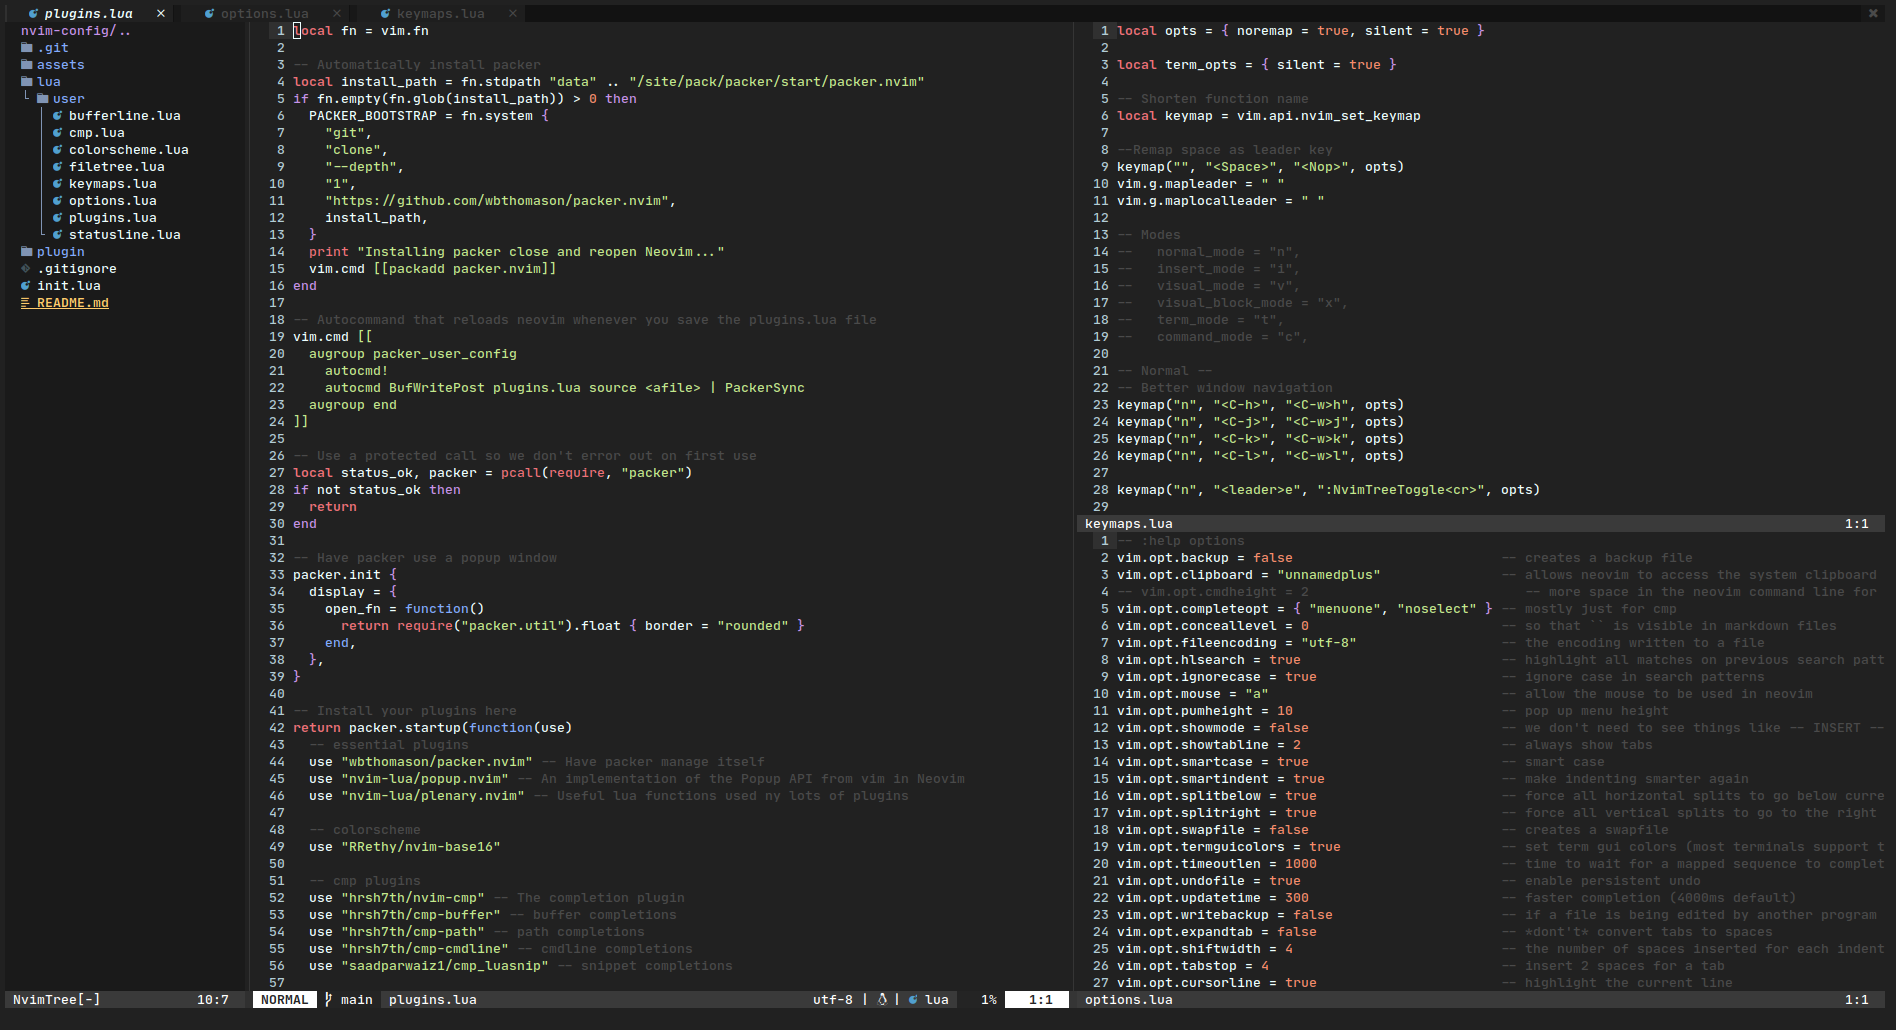 plugins.lua × options.lua × keymaps.lua ×
nvim-config/..
.git
assets
lua
user
bufferline.lua
cmp.lua
colorscheme.lua
filetree.lua
keymaps.lua
options.lua
plugins.lua
statusline.lua
plugin
.gitignore
init.lua
README.md
NvimTree[-] 10:7
1 local fn = vim.fn
2
3 -- Automatically install packer
4 local install_path = fn.stdpath "data" .. "/site/pack/packer/start/packer.nvim"
5 if fn.empty(fn.glob(install_path)) > 0 then
6 PACKER_BOOTSTRAP = fn.system {
7 "git",
8 "clone",
9 "--depth",
10 "1",
11 "https://github.com/wbthomason/packer.nvim",
12 install_path,
13 }
14 print "Installing packer close and reopen Neovim..."
15 vim.cmd [[packadd packer.nvim]]
16 end
17
18 -- Autocommand that reloads neovim whenever you save the plugins.lua file
19 vim.cmd [[
20 augroup packer_user_config
21 autocmd!
22 autocmd BufWritePost plugins.lua source <afile> | PackerSync
23 augroup end
24 ]]
25
26 -- Use a protected call so we don't error out on first use
27 local status_ok, packer = pcall(require, "packer")
28 if not status_ok then
29 return
30 end
31
32 -- Have packer use a popup window
33 packer.init {
34 display = {
35 open_fn = function()
36 return require("packer.util").float { border = "rounded" }
37 end,
38 },
39 }
40
41 -- Install your plugins here
42 return packer.startup(function(use)
43 -- essential plugins
44 use "wbthomason/packer.nvim" -- Have packer manage itself
45 use "nvim-lua/popup.nvim" -- An implementation of the Popup API from vim in Neovim
46 use "nvim-lua/plenary.nvim" -- Useful lua functions used ny lots of plugins
47
48 -- colorscheme
49 use "RRethy/nvim-base16"
50
51 -- cmp plugins
52 use "hrsh7th/nvim-cmp" -- The completion plugin
53 use "hrsh7th/cmp-buffer" -- buffer completions
54 use "hrsh7th/cmp-path" -- path completions
55 use "hrsh7th/cmp-cmdline" -- cmdline completions
56 use "saadparwaiz1/cmp_luasnip" -- snippet completions
57
NORMAL main plugins.lua utf-8 | | lua 1% 1:1
1 local opts = { noremap = true, silent = true }
2
3 local term_opts = { silent = true }
4
5 -- Shorten function name
6 local keymap = vim.api.nvim_set_keymap
7
8 --Remap space as leader key
9 keymap("", "<Space>", "<Nop>", opts)
10 vim.g.mapleader = " "
11 vim.g.maplocalleader = " "
12
13 -- Modes
14 -- normal_mode = "n",
15 -- insert_mode = "i",
16 -- visual_mode = "v",
17 -- visual_block_mode = "x",
18 -- term_mode = "t",
19 -- command_mode = "c",
20
21 -- Normal --
22 -- Better window navigation
23 keymap("n", "<C-h>", "<C-w>h", opts)
24 keymap("n", "<C-j>", "<C-w>j", opts)
25 keymap("n", "<C-k>", "<C-w>k", opts)
26 keymap("n", "<C-l>", "<C-w>l", opts)
27
28 keymap("n", "<leader>e", ":NvimTreeToggle<cr>", opts)
29
keymaps.lua 1:1
1 -- :help options
2 vim.opt.backup = false -- creates a backup file
3 vim.opt.clipboard = "unnamedplus" -- allows neovim to access the system clipboard
4 -- vim.opt.cmdheight = 2 -- more space in the neovim command line for
5 vim.opt.completeopt = { "menuone", "noselect" } -- mostly just for cmp
6 vim.opt.conceallevel = 0 -- so that `` is visible in markdown files
7 vim.opt.fileencoding = "utf-8" -- the encoding written to a file
8 vim.opt.hlsearch = true -- highlight all matches on previous search patt
9 vim.opt.ignorecase = true -- ignore case in search patterns
10 vim.opt.mouse = "a" -- allow the mouse to be used in neovim
11 vim.opt.pumheight = 10 -- pop up menu height
12 vim.opt.showmode = false -- we don't need to see things like -- INSERT --
13 vim.opt.showtabline = 2 -- always show tabs
14 vim.opt.smartcase = true -- smart case
15 vim.opt.smartindent = true -- make indenting smarter again
16 vim.opt.splitbelow = true -- force all horizontal splits to go below curre
17 vim.opt.splitright = true -- force all vertical splits to go to the right
18 vim.opt.swapfile = false -- creates a swapfile
19 vim.opt.termguicolors = true -- set term gui colors (most terminals support t
20 vim.opt.timeoutlen = 1000 -- time to wait for a mapped sequence to complet
21 vim.opt.undofile = true -- enable persistent undo
22 vim.opt.updatetime = 300 -- faster completion (4000ms default)
23 vim.opt.writebackup = false -- if a file is being edited by another program
24 vim.opt.expandtab = false -- *dont't* convert tabs to spaces
25 vim.opt.shiftwidth = 4 -- the number of spaces inserted for each indent
26 vim.opt.tabstop = 4 -- insert 2 spaces for a tab
27 vim.opt.cursorline = true -- highlight the current line
options.lua 1:1